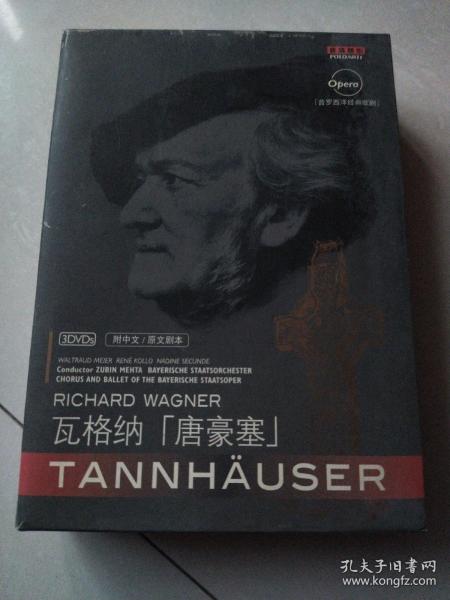 POLOARTS
Opera
「普罗西洋经典歌剧」
3DVDs
附中文/原文剧本
WALTRAUD MEIER RENÉ KOLLO NADINE SECUNDE
Conductor ZUBIN MEHTA BAYERISCHE STAATSORCHESTER
CHORUS AND BALLET OF THE BAYERISCHE STAATSOPER
RICHARD WAGNER
瓦格纳「唐豪塞」
TANNHÄUSER
孔夫子旧书网
www.kongfz.com